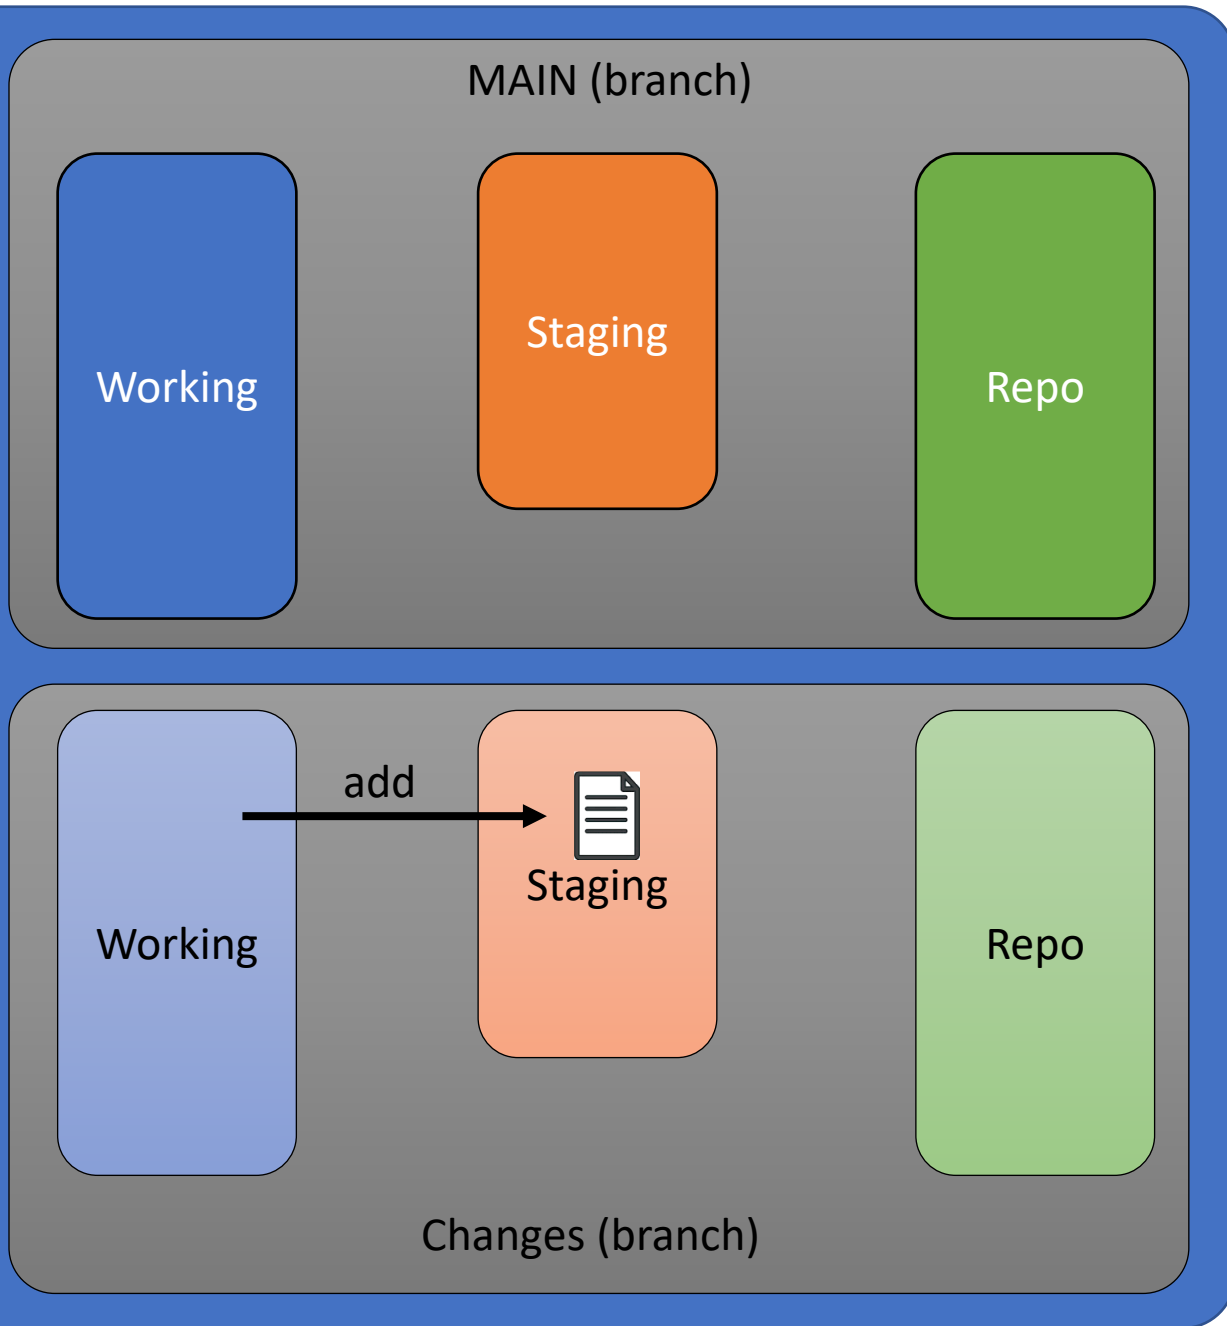 MAIN (branch)
Working
Staging
Repo
add
Working
Staging
Repo
Changes (branch)